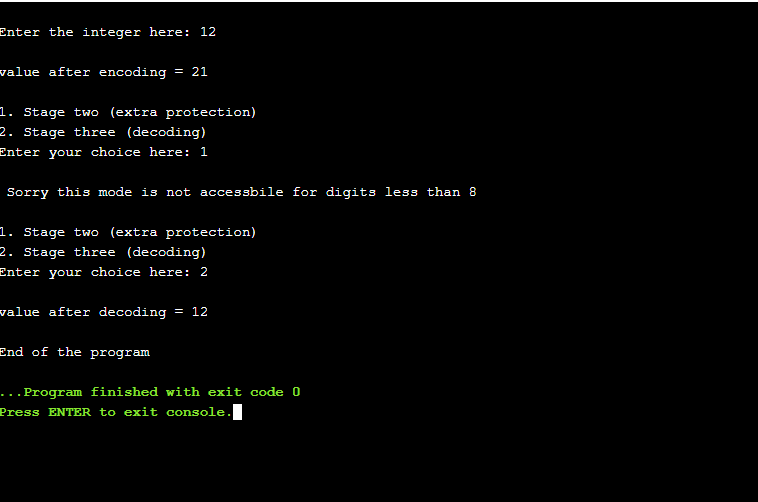 Enter the integer here: 12
value after encoding = 21
1. Stage two (extra protection)
2. Stage three (decoding)
Enter your choice here: 1
Sorry this mode is not accessbile for digits less than 8
1. Stage two (extra protection)
2. Stage three (decoding)
Enter your choice here: 2
value after decoding = 12
End of the program
...Program finished with exit code 0
Press ENTER to exit console.